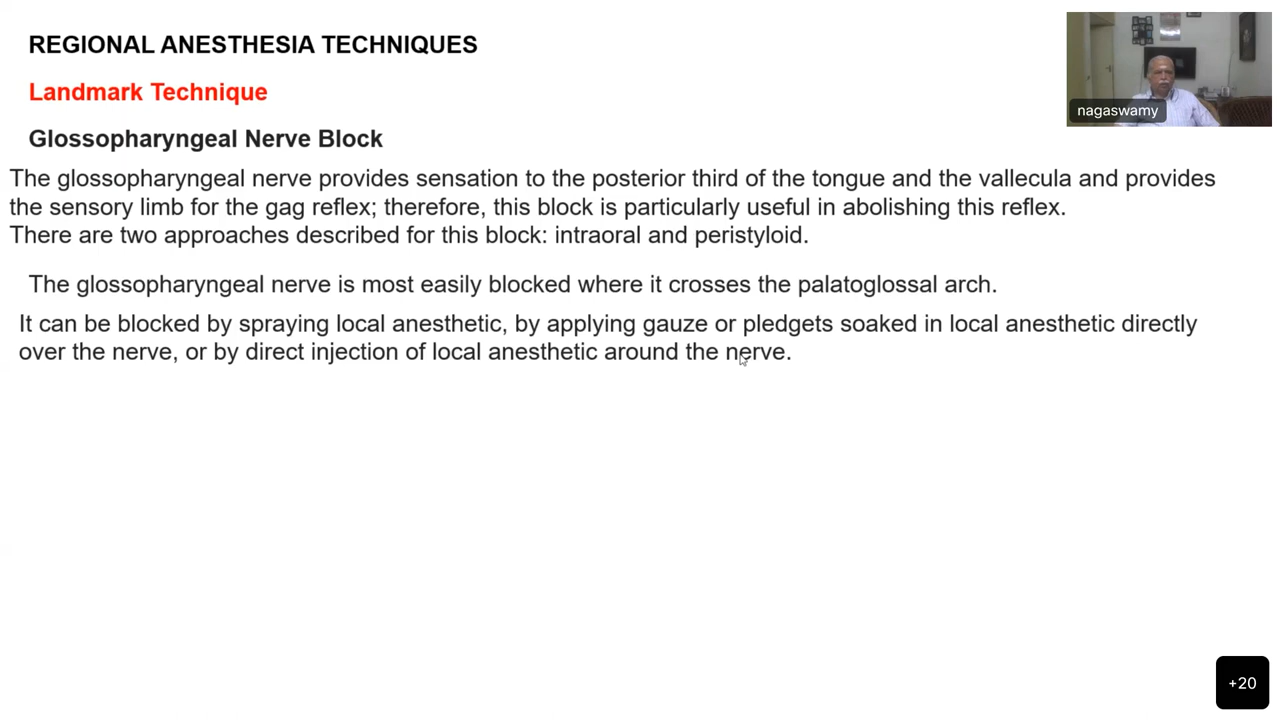 REGIONAL ANESTHESIA TECHNIQUES
Landmark Technique
nagaswamy
Glossopharyngeal Nerve Block
The glossopharyngeal nerve provides sensation to the posterior third of the tongue and the vallecula and provides
the sensory limb for the gag reflex; therefore, this block is particularly useful in abolishing this reflex.
There are two approaches described for this block: intraoral and peristyloid.
The glossopharyngeal nerve is most easily blocked where it crosses the palatoglossal arch.
It can be blocked by spraying local anesthetic, by applying gauze or pledgets soaked in local anesthetic directly
over the nerve, or by direct injection of local anesthetic around the nerve.
+20